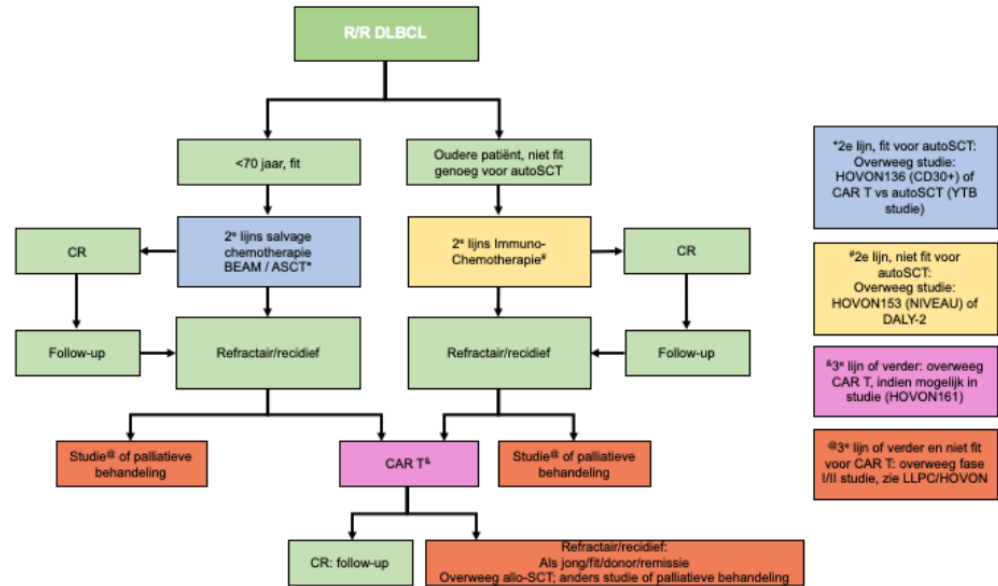 R/R DLBCL
<70 jaar, fit
Oudere patiënt, niet fit
genoeg voor autoSCT
CR
2e lijns salvage
chemotherapie
BEAM / ASCT*
2e lijns Immuno-
Chemotherapie#
CR
Follow-up
Refractair/recidief
Refractair/recidief
Follow-up
Studie@ of palliatieve
behandeling
CAR T&
Studie@ of palliatieve
behandeling
CR: follow-up
Refractair/recidief:
Als jong/fit/donor/remissie
Overweeg allo-SCT; anders studie of palliatieve behandeling
*2e lijn, fit voor autoSCT:
Overweeg studie:
HOVON136 (CD30+) of
CAR T vs autoSCT (YTB
studie)
#2e lijn, niet fit voor
autoSCT:
Overweeg studie:
HOVON153 (NIVEAU) of
DALY-2
&3e lijn of verder: overweeg
CAR T, indien mogelijk in
studie (HOVON161)
@3e lijn of verder en niet fit
voor CAR T: overweeg fase
I/II studie, zie LLPC/HOVON